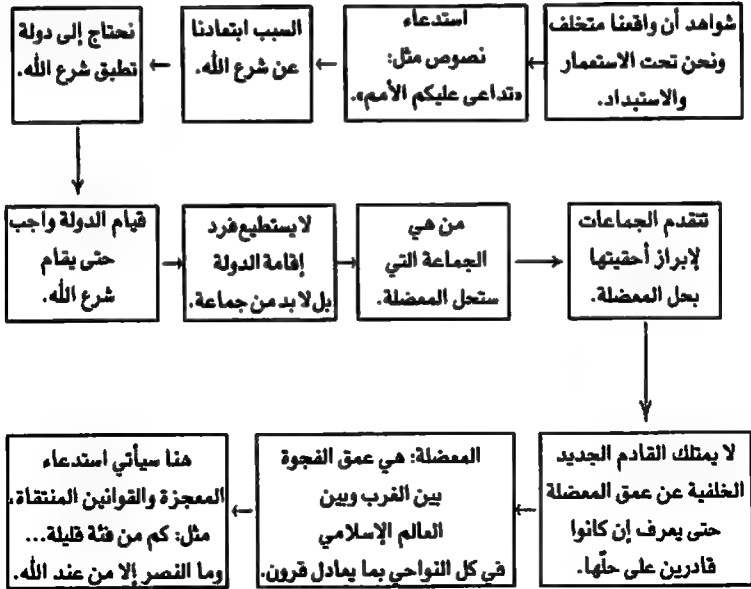 شواهد أن واقعنا متخلف
ونحن تحت الاستعمار
والاستبداد.
استدعاء
نصوص مثل:
«تداعى عليكم الأمم».
السبب ابتعادنا
عن شرع الله.
نحتاج إلى دولة
تطبق شرع الله.
قيام الدولة واجب
حتى يقام
شرع الله.
لا يستطيع فرد
إقامة الدولة
بل لا بد من جماعة.
من هي
الجماعة التي
ستحل المعضلة.
تتقدم الجماعات
لإبراز أحقيتها
بحل المعضلة.
لا يمتلك القادم الجديد
الخلفية عن عمق المعضلة
حتى يعرف إن كانوا
قادرين على حلّها.
المعضلة: هي عمق الفجوة
بين الغرب وبين
العالم الإسلامي
في كل النواحي بما يعادل قرون.
هنا سيأتي استدعاء
المعجزة والقوانين المنتقاة،
مثل: كم من فئة قليلة...
وما النصر إلا من عند الله.